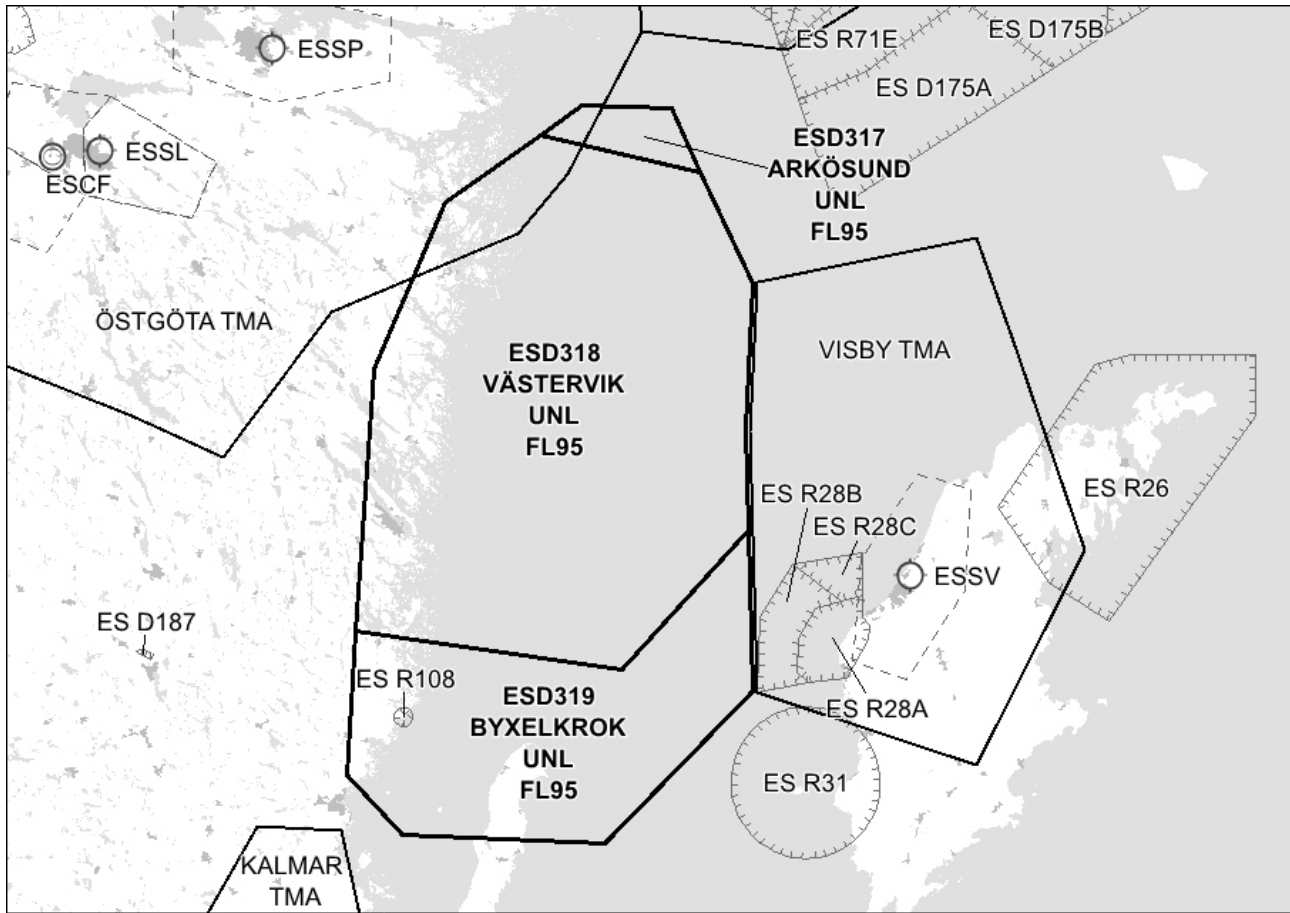 ESSP
ES R71E
ES D175B
ES D175A
ESSL
ESCF
ESD317
ARKÖSUND
UNL
FL95
ÖSTGÖTA TMA
ESD318
VÄSTERVIK
UNL
FL95
VISBY TMA
ES R26
ES R28B
ES R28C
ESSV
ES D187
ES R108
ESD319
BYXELKROK
UNL
FL95
ES R28A
ES R31
KALMAR
TMA